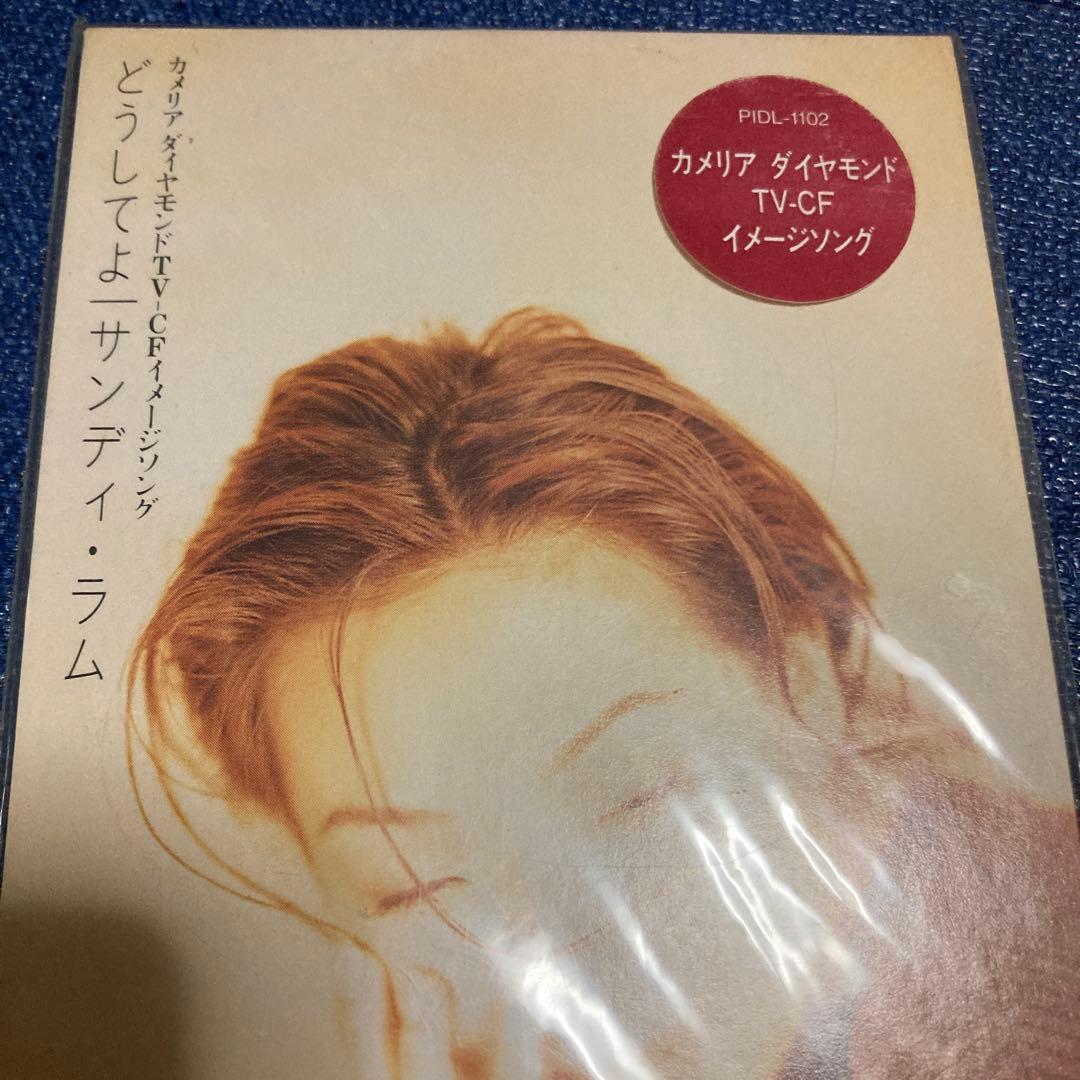 カメリア ダイヤモンドTV-CFイメージソング
どうしてよ|サンディ・ラム
PIDL-1102
カメリア ダイヤモンド
TV-CF
イメージソング